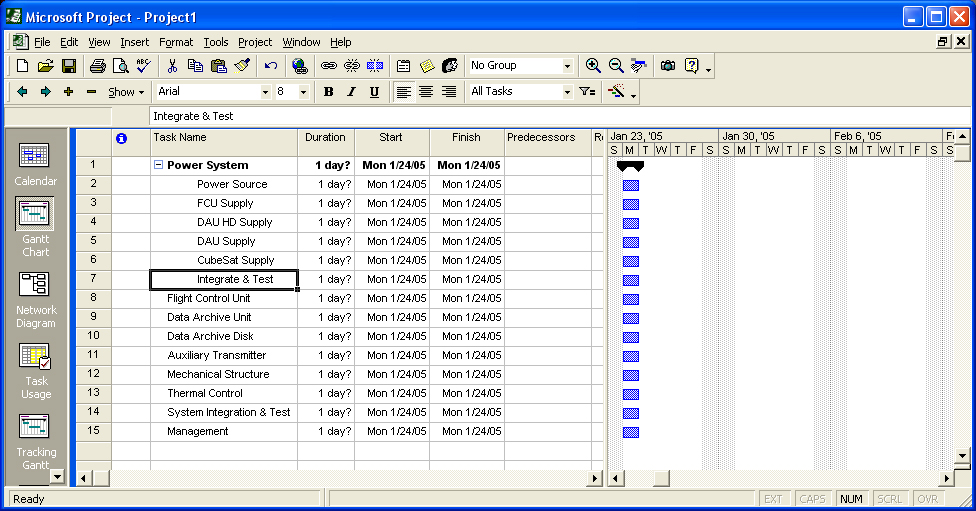 Microsoft Project - Project1
File Edit View Insert Format Tools Project Window Help
ABC No Group ?
Show Arial 8 B I U All Tasks
Integrate & Test
Task Name Duration Start Finish Predecessors R Jan 23, '05 Jan 30, '05 Feb 6, '05 F
S M T W T F S S M T W T F S S M T W T F S S
1 Power System 1 day? Mon 1/24/05 Mon 1/24/05
2 Power Source 1 day? Mon 1/24/05 Mon 1/24/05
3 FCU Supply 1 day? Mon 1/24/05 Mon 1/24/05
4 DAU HD Supply 1 day? Mon 1/24/05 Mon 1/24/05
5 DAU Supply 1 day? Mon 1/24/05 Mon 1/24/05
6 CubeSat Supply 1 day? Mon 1/24/05 Mon 1/24/05
7 Integrate & Test 1 day? Mon 1/24/05 Mon 1/24/05
8 Flight Control Unit 1 day? Mon 1/24/05 Mon 1/24/05
9 Data Archive Unit 1 day? Mon 1/24/05 Mon 1/24/05
10 Data Archive Disk 1 day? Mon 1/24/05 Mon 1/24/05
11 Auxiliary Transmitter 1 day? Mon 1/24/05 Mon 1/24/05
12 Mechanical Structure 1 day? Mon 1/24/05 Mon 1/24/05
13 Thermal Control 1 day? Mon 1/24/05 Mon 1/24/05
14 System Integration & Test 1 day? Mon 1/24/05 Mon 1/24/05
15 Management 1 day? Mon 1/24/05 Mon 1/24/05
Calendar
Gantt
Chart
Network
Diagram
Task
Usage
Tracking
Gantt
Ready EXT CAPS NUM SCRL OVR